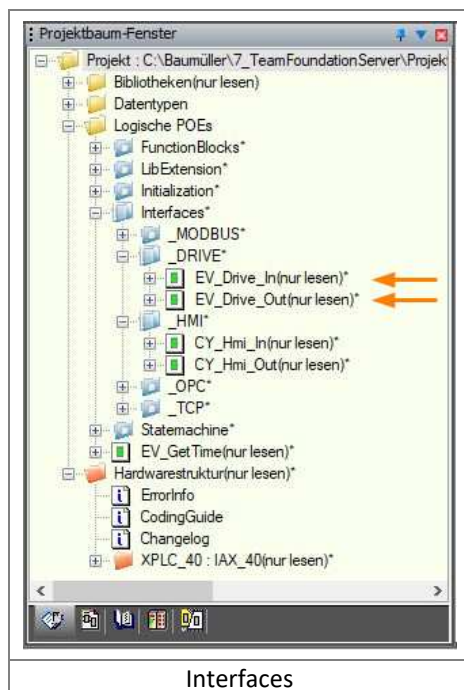 Projektbaum-Fenster
Projekt : C:\Baumüller\7_TeamFoundationServer\Projek
Bibliotheken(nur lesen)
Datentypen
Logische POEs
FunctionBlocks*
LibExtension*
Initialization*
Interfaces*
_MODBUS*
_DRIVE*
EV_Drive_In(nur lesen)*
EV_Drive_Out(nur lesen)*
_HMI*
CY_Hmi_In(nur lesen)*
CY_Hmi_Out(nur lesen)*
_OPC*
_TCP*
Statemachine*
EV_GetTime(nur lesen)*
Hardwarestruktur(nur lesen)*
ErrorInfo
CodingGuide
Changelog
XPLC_40 : IAX_40(nur lesen)*
Interfaces